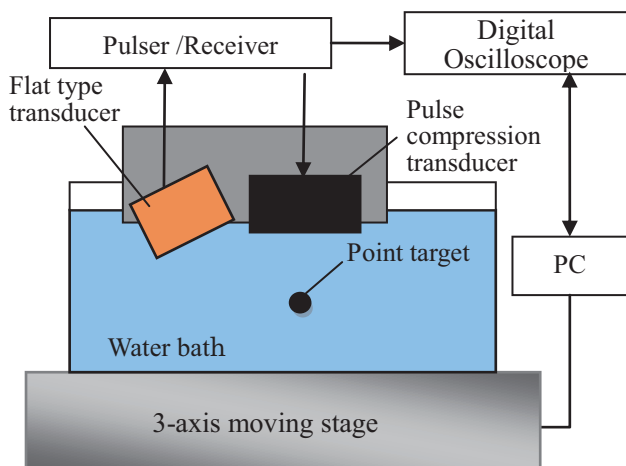 Pulser /Receiver
Digital
Oscilloscope
Flat type
transducer
Pulse
compression
transducer
Point target
PC
Water bath
3-axis moving stage